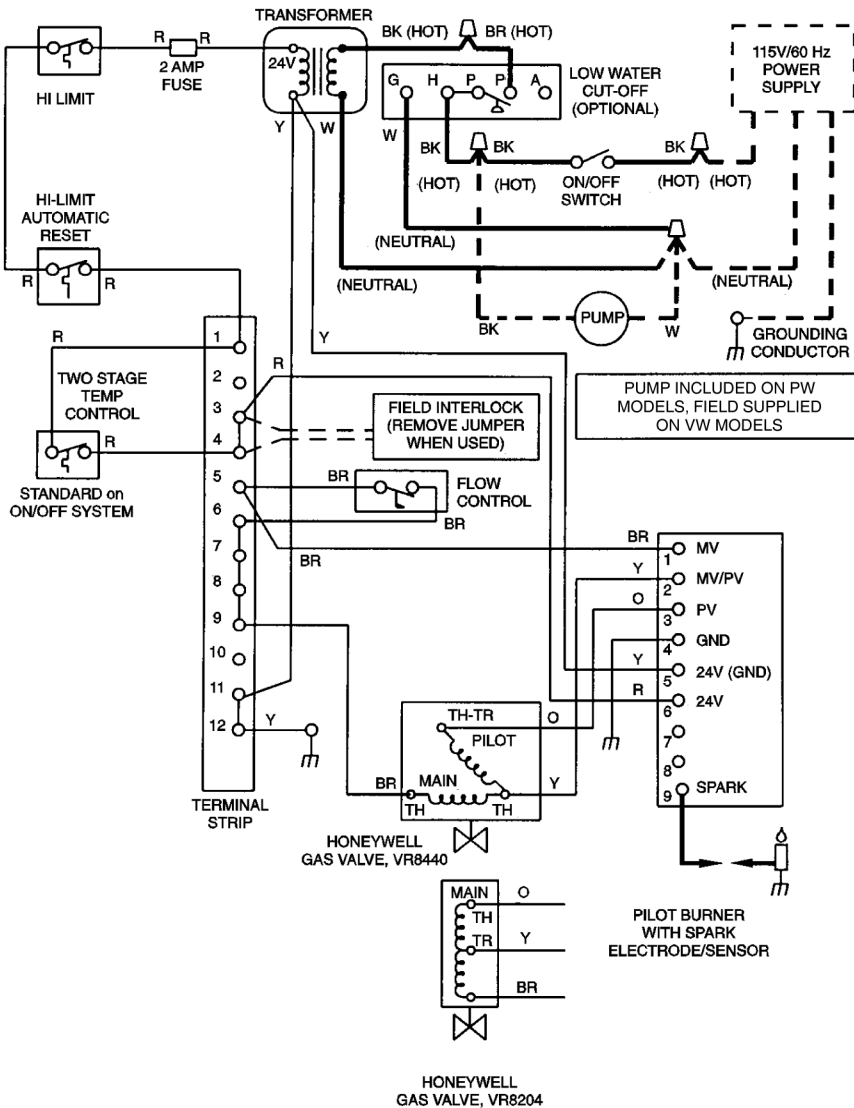 TRANSFORMER
24V
BK (HOT)
BR (HOT)
R
R
2 AMP
FUSE
HI LIMIT
G
H
P
P
A
LOW WATER
CUT-OFF
(OPTIONAL)
115V/60 Hz
POWER
SUPPLY
Y
W
W
BK
BK
BK
(HOT)
(HOT)
(HOT)
(HOT)
ON/OFF
SWITCH
HI-LIMIT
AUTOMATIC
RESET
R
R
(NEUTRAL)
(NEUTRAL)
(NEUTRAL)
BK
PUMP
W
GROUNDING
CONDUCTOR
Y
R
1
2
3
4
5
6
7
8
9
10
11
12
TERMINAL
STRIP
R
TWO STAGE
TEMP
CONTROL
R
STANDARD on
ON/OFF SYSTEM
FIELD INTERLOCK
(REMOVE JUMPER
WHEN USED)
PUMP INCLUDED ON PW
MODELS, FIELD SUPPLIED
ON VW MODELS
BR
FLOW
CONTROL
BR
BR
BR
1
MV
Y
2
MV/PV
O
3
PV
4
GND
Y
5
24V (GND)
R
6
24V
7
8
9
SPARK
Y
TH-TR
O
PILOT
MAIN
BR
TH
TH
Y
HONEYWELL
GAS VALVE, VR8440
MAIN
O
TH
TR
Y
BR
HONEYWELL
GAS VALVE, VR8204
PILOT BURNER
WITH SPARK
ELECTRODE/SENSOR